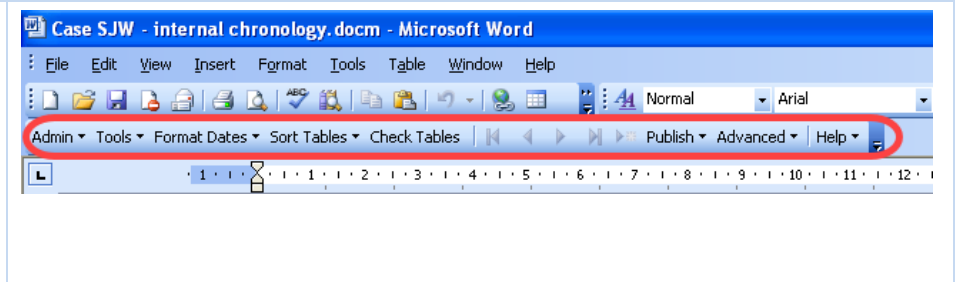 Case SJW - internal chronology.docm - Microsoft Word
File Edit View Insert Format Tools Table Window Help
ABC A4 Normal Arial
Admin Tools Format Dates Sort Tables Check Tables Publish Advanced Help
L 1 1 2 3 4 5 6 7 8 9 10 11 12